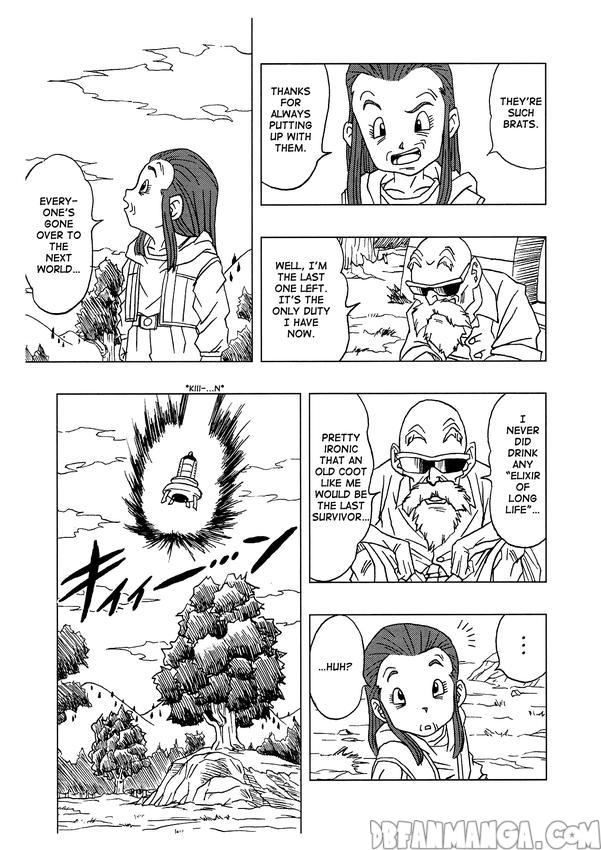 THEY'RE
SUCH
BRATS.
THANKS
FOR
ALWAYS
PUTTING
UP WITH
THEM.
WELL, I'M
THE LAST
ONE LEFT.
IT'S THE
ONLY DUTY
I HAVE
NOW.
EVERY-
ONE'S
GONE
OVER TO
THE NEXT
WORLD...
I
NEVER DID
DRINK
ANY
"ELIXIR
OF LONG
LIFE"...
PRETTY
IRONIC
THAT AN
OLD COOT
LIKE ME
WOULD BE
THE LAST
SURVIVOR...
...
...HUH?
*KIII-...N*
キィィー…ン
DBFANMANGA.COM